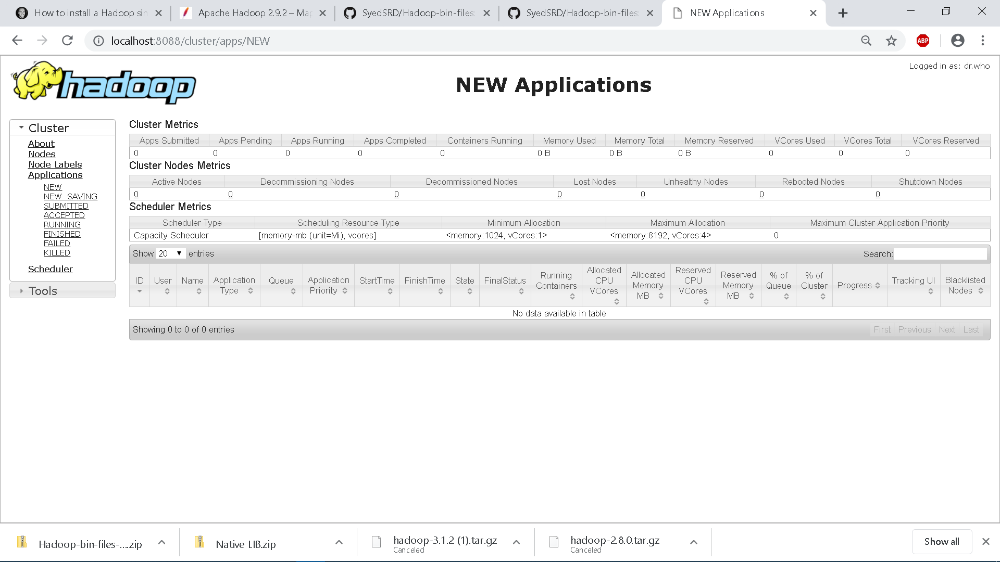 How to install a Hadoop sin
Apache Hadoop 2.9.2 – Map
SyedSRD/Hadoop-bin-files:
SyedSRD/Hadoop-bin-files:
NEW Applications
localhost:8088/cluster/apps/NEW
ABP
hadoop
NEW Applications
Logged in as: dr.who
Cluster
About
Nodes
Node Labels
Applications
NEW
NEW_SAVING
SUBMITTED
ACCEPTED
RUNNING
FINISHED
FAILED
KILLED
Scheduler
Tools
Cluster Metrics
Apps Submitted Apps Pending Apps Running Apps Completed Containers Running Memory Used Memory Total Memory Reserved VCores Used VCores Total VCores Reserved
0 0 0 0 0 0 B 0 B 0 B 0 0 0
Cluster Nodes Metrics
Active Nodes Decommissioning Nodes Decommissioned Nodes Lost Nodes Unhealthy Nodes Rebooted Nodes Shutdown Nodes
0 0 0 0 0 0 0
Scheduler Metrics
Scheduler Type Scheduling Resource Type Minimum Allocation Maximum Allocation Maximum Cluster Application Priority
Capacity Scheduler [memory-mb (unit=Mi), vcores] <memory:1024, vCores:1> <memory:8192, vCores:4> 0
Show 20 entries Search:
ID User Name Application Type Queue Application Priority StartTime FinishTime State FinalStatus Running Containers Allocated CPU VCores Allocated Memory MB Reserved CPU VCores Reserved Memory MB % of Queue % of Cluster Progress Tracking UI Blacklisted Nodes
No data available in table
Showing 0 to 0 of 0 entries First Previous Next Last
Hadoop-bin-files-....zip
Native LIB.zip
hadoop-3.1.2 (1).tar.gz
Canceled
hadoop-2.8.0.tar.gz
Canceled
Show all